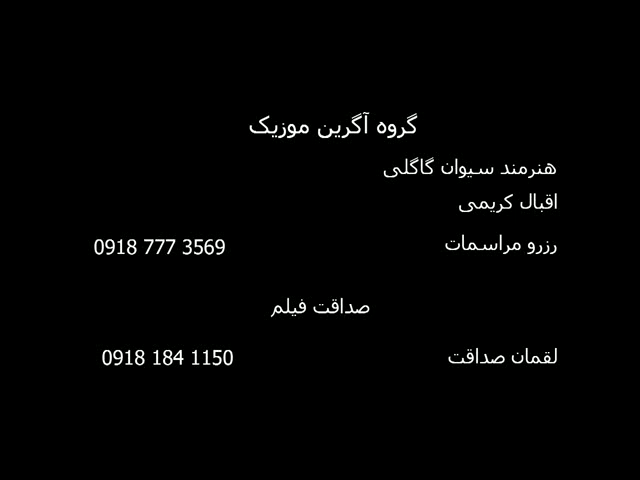 گروه آگرین موزیک
هنرمند سیوان گاگلی
اقبال کریمی
رزرو مراسمات 0918 777 3569
صداقت فیلم
لقمان صداقت 0918 184 1150